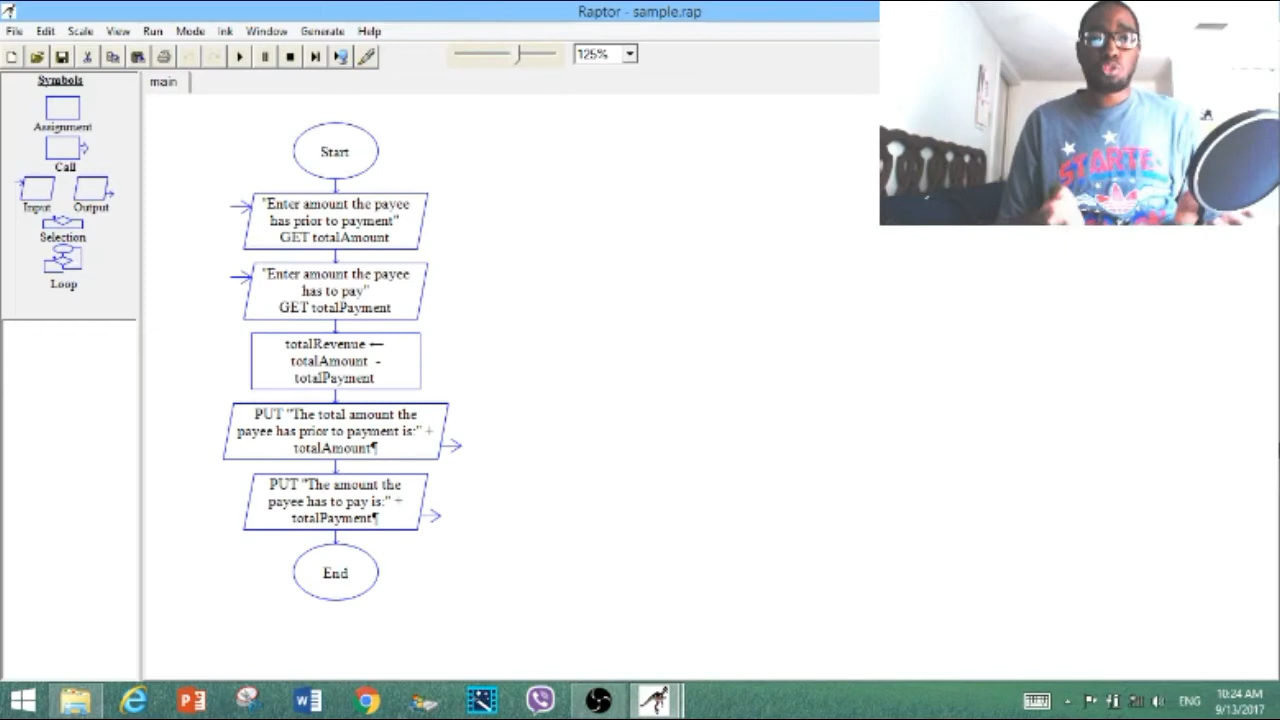 Raptor - sample.rap
File Edit Scale View Run Mode Ink Window Generate Help
125%
Symbols
main
Assignment
Call
Input Output
Selection
Loop
Start
"Enter amount the payee
has prior to payment"
GET totalAmount
"Enter amount the payee
has to pay"
GET totalPayment
totalRevenue ←
totalAmount -
totalPayment
PUT "The total amount the
payee has prior to payment is:" +
totalAmount¶
PUT "The amount the
payee has to pay is:" +
totalPayment¶
End
ENG
10:24 AM
9/13/2017